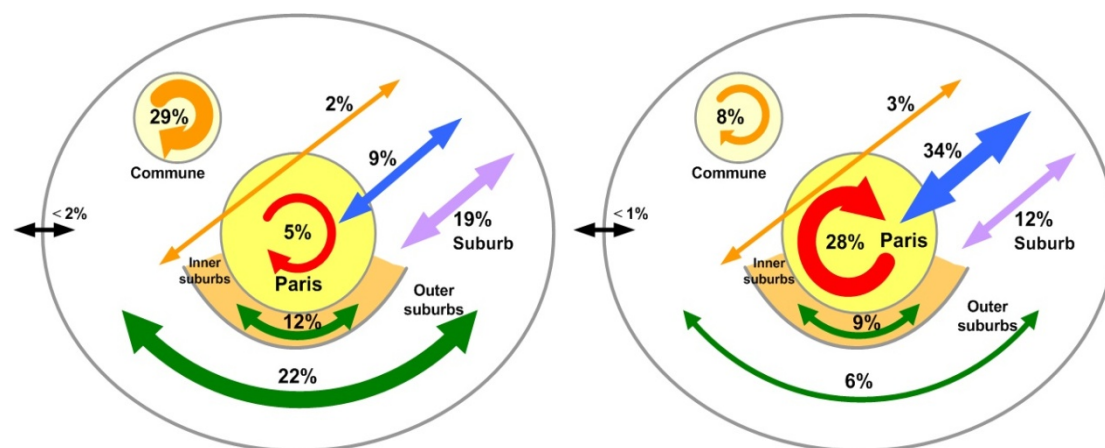 2%
29%
Commune
9%
< 2%
19%
Suburb
5%
Inner
suburbs
Paris
Outer
suburbs
12%
22%
3%
8%
Commune
34%
< 1%
12%
Suburb
28%
Paris
Inner
suburbs
Outer
suburbs
9%
6%